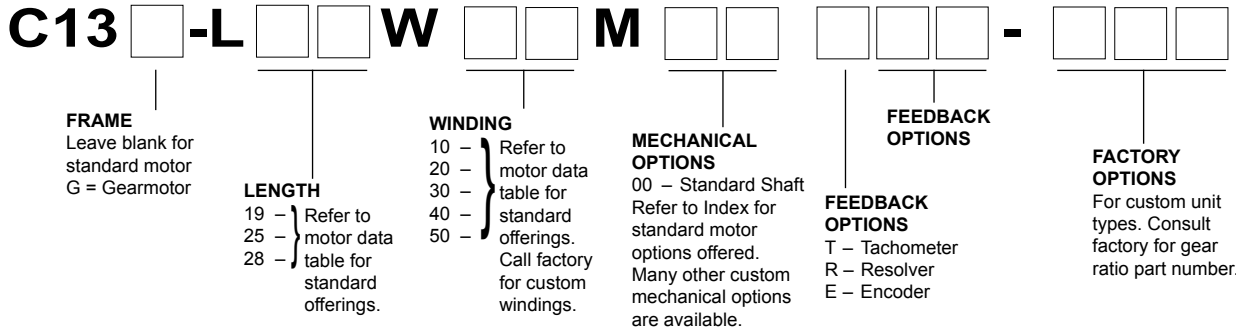 C13 -L W M -
FRAME
Leave blank for
standard motor
G = Gearmotor
LENGTH
19 –
25 –
28 –
Refer to
motor data
table for
standard
offerings.
WINDING
10 –
20 –
30 –
40 –
50 –
Refer to
motor data
table for
standard
offerings.
Call factory
for custom
windings.
MECHANICAL
OPTIONS
00 – Standard Shaft
Refer to Index for
standard motor
options offered.
Many other custom
mechanical options
are available.
FEEDBACK
OPTIONS
T – Tachometer
R – Resolver
E – Encoder
FEEDBACK
OPTIONS
FACTORY
OPTIONS
For custom unit
types. Consult
factory for gear
ratio part number.